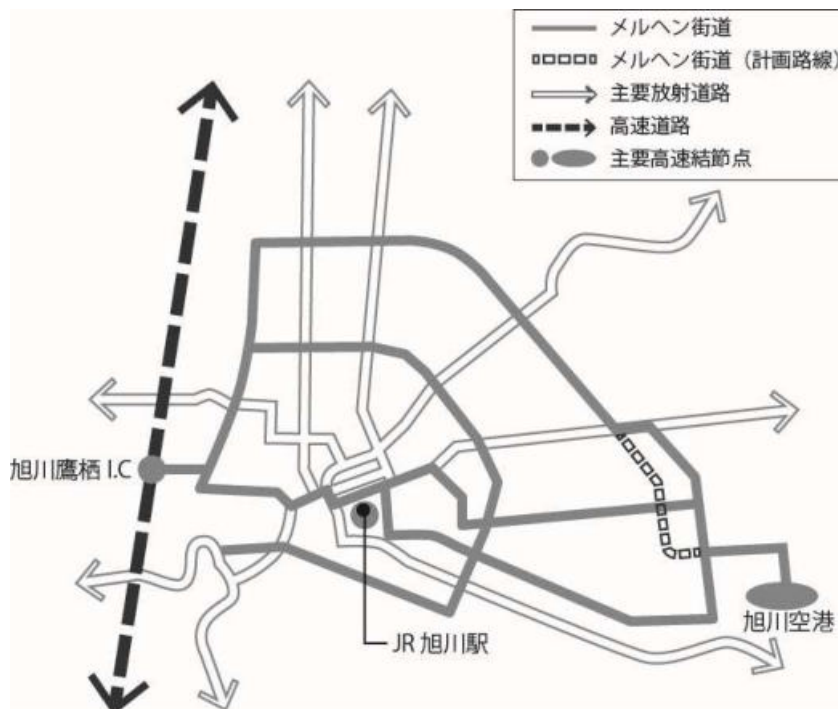 メルヘン街道
メルヘン街道（計画路線）
主要放射道路
高速道路
主要高速結節点
旭川鷹栖 I.C
JR 旭川駅
旭川空港